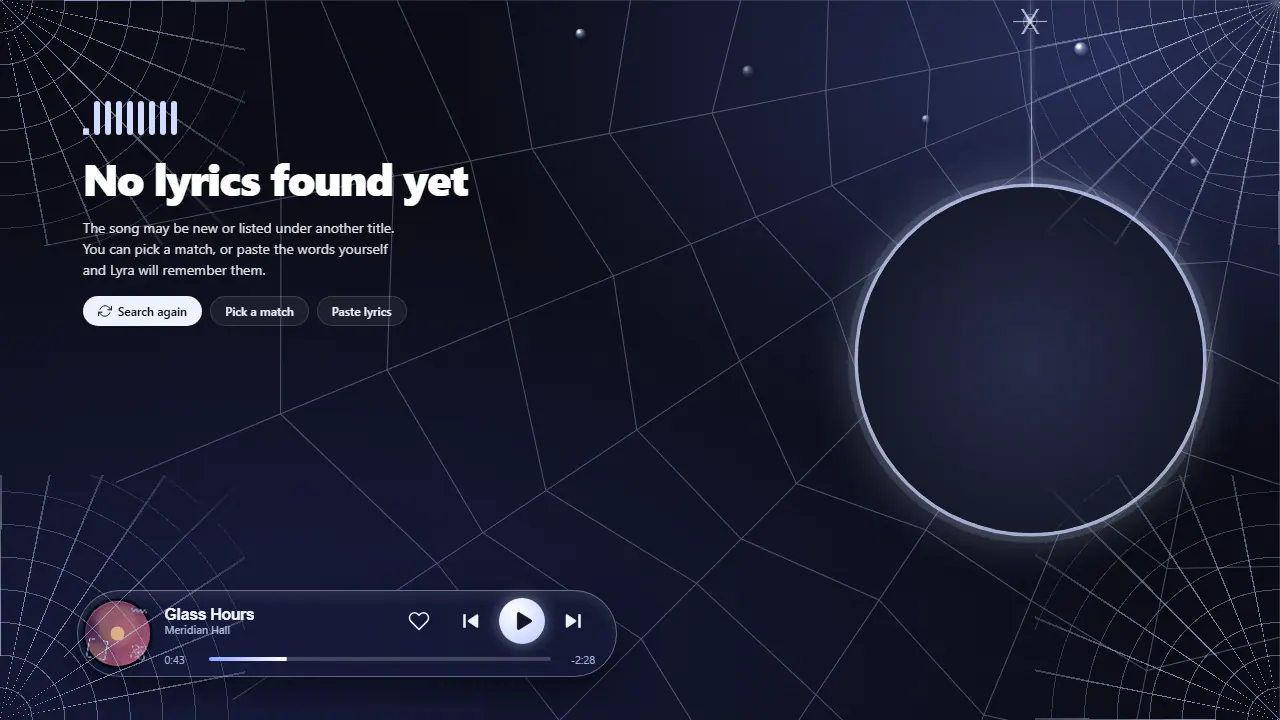 No lyrics found yet
The song may be new or listed under another title.
You can pick a match, or paste the words yourself
and Lyra will remember them.
Search again
Pick a match
Paste lyrics
Glass Hours
Meridian Hall
0:43
-2:28